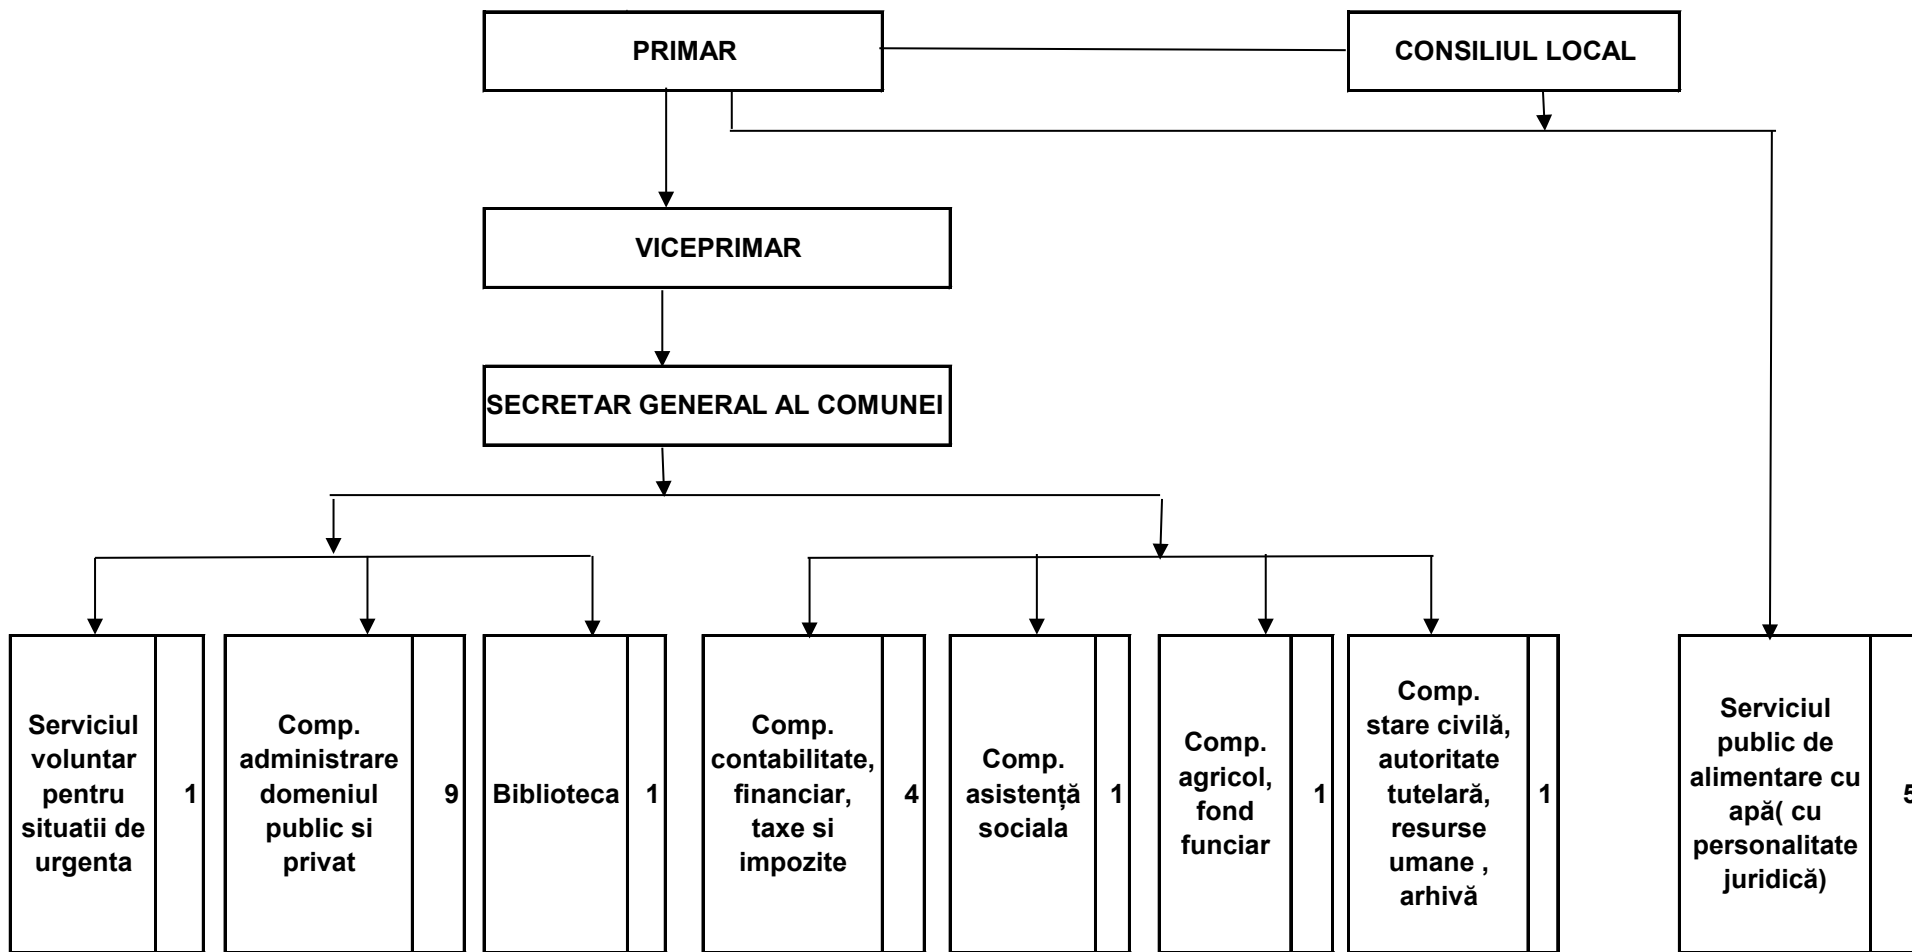 PRIMAR
CONSILIUL LOCAL
VICEPRIMAR
SECRETAR GENERAL AL COMUNEI
Serviciul
voluntar
pentru
situatii de
urgenta
1
Comp.
administrare
domeniul
public si
privat
9
Biblioteca
1
Comp.
contabilitate,
financiar,
taxe si
impozite
4
Comp.
asistență
sociala
1
Comp.
agricol,
fond
funciar
1
Comp.
stare civilă,
autoritate
tutelară,
resurse
umane ,
arhivă
1
Serviciul
public de
alimentare cu
apă( cu
personalitate
juridică)
5